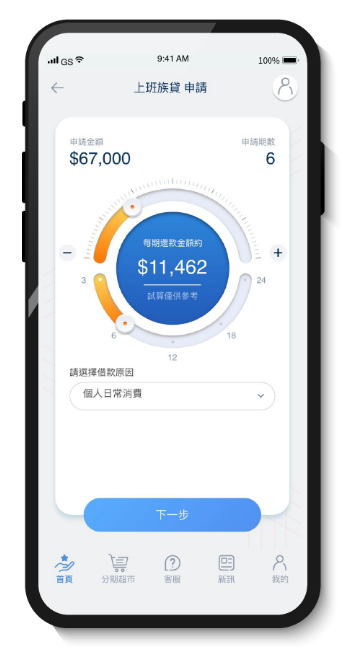 GS 9:41 AM 100%
上班族貸 申請
申請金額 申請期數
$67,000 6
每期還款金額約
$11,462
試算僅供參考
− +
3 24
6 18
12
請選擇借款原因
個人日常消費
下一步
首頁 分期超市 客服 新訊 我的